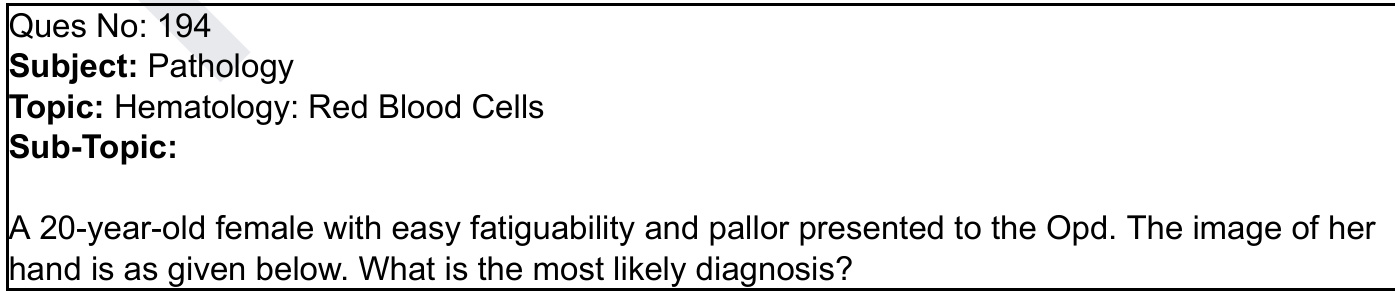 Ques No: 194
Subject: Pathology
Topic: Hematology: Red Blood Cells
Sub-Topic:
A 20-year-old female with easy fatiguability and pallor presented to the Opd. The image of her
hand is as given below. What is the most likely diagnosis?